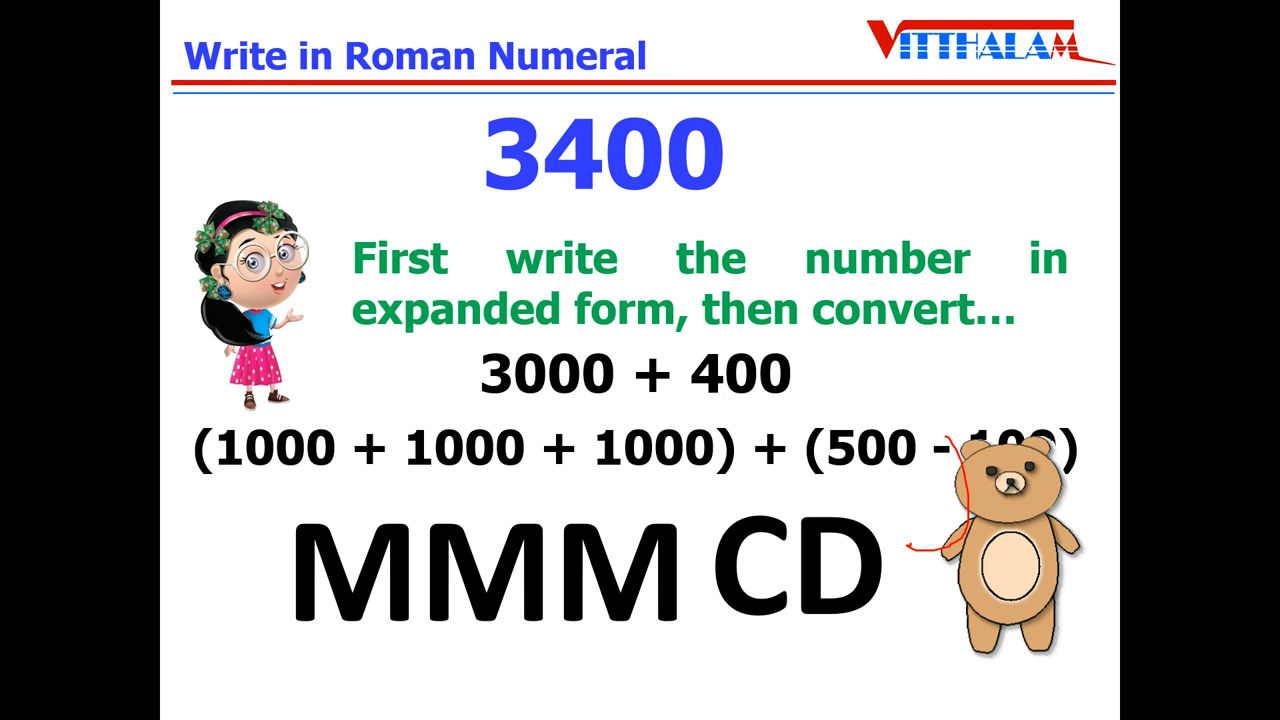 Write in Roman Numeral
VITTHALAM
3400
First write the number in
expanded form, then convert...
3000 + 400
(1000 + 1000 + 1000) + (500 - 100)
MMM CD